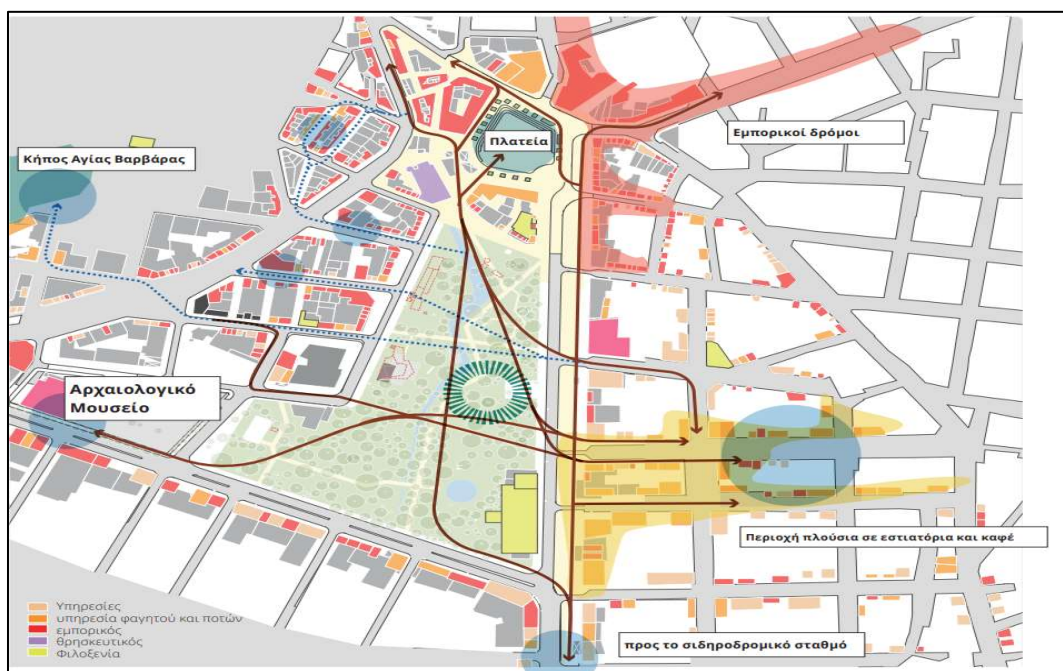 Πλατεία
Εμπορικοί δρόμοι
Κήπος Αγίας Βαρβάρας
Αρχαιολογικό
Μουσείο
Περιοχή πλούσια σε εστιατόρια και καφέ
Υπηρεσίες
υπηρεσία φαγητού και ποτών
εμπορικός
θρησκευτικός
Φιλοξενία
προς το σιδηροδρομικό σταθμό